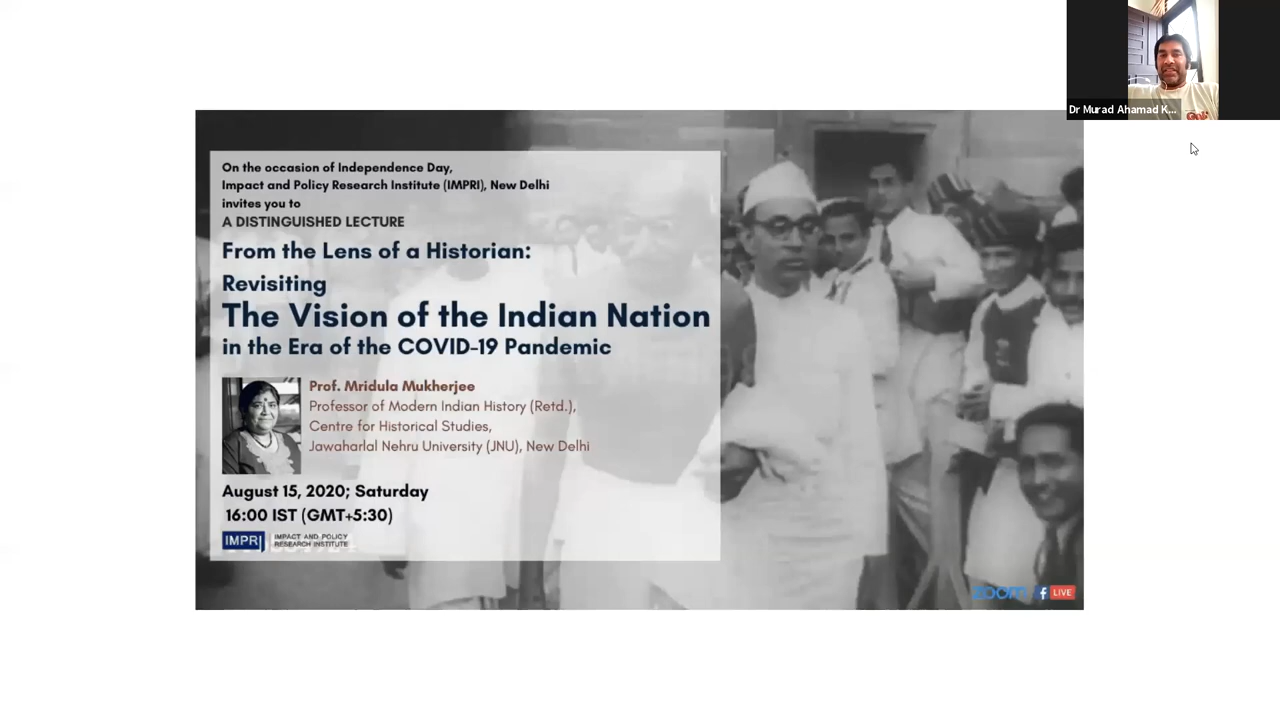 Dr Murad Ahamad K...
On the occasion of Independence Day,
Impact and Policy Research Institute (IMPRI), New Delhi
invites you to
A DISTINGUISHED LECTURE
From the Lens of a Historian:
Revisiting
The Vision of the Indian Nation
in the Era of the COVID-19 Pandemic
Prof. Mridula Mukherjee
Professor of Modern Indian History (Retd.),
Centre for Historical Studies,
Jawaharlal Nehru University (JNU), New Delhi
August 15, 2020; Saturday
16:00 IST (GMT+5:30)
IMPRI
IMPACT AND POLICY
RESEARCH INSTITUTE
zoom f LIVE